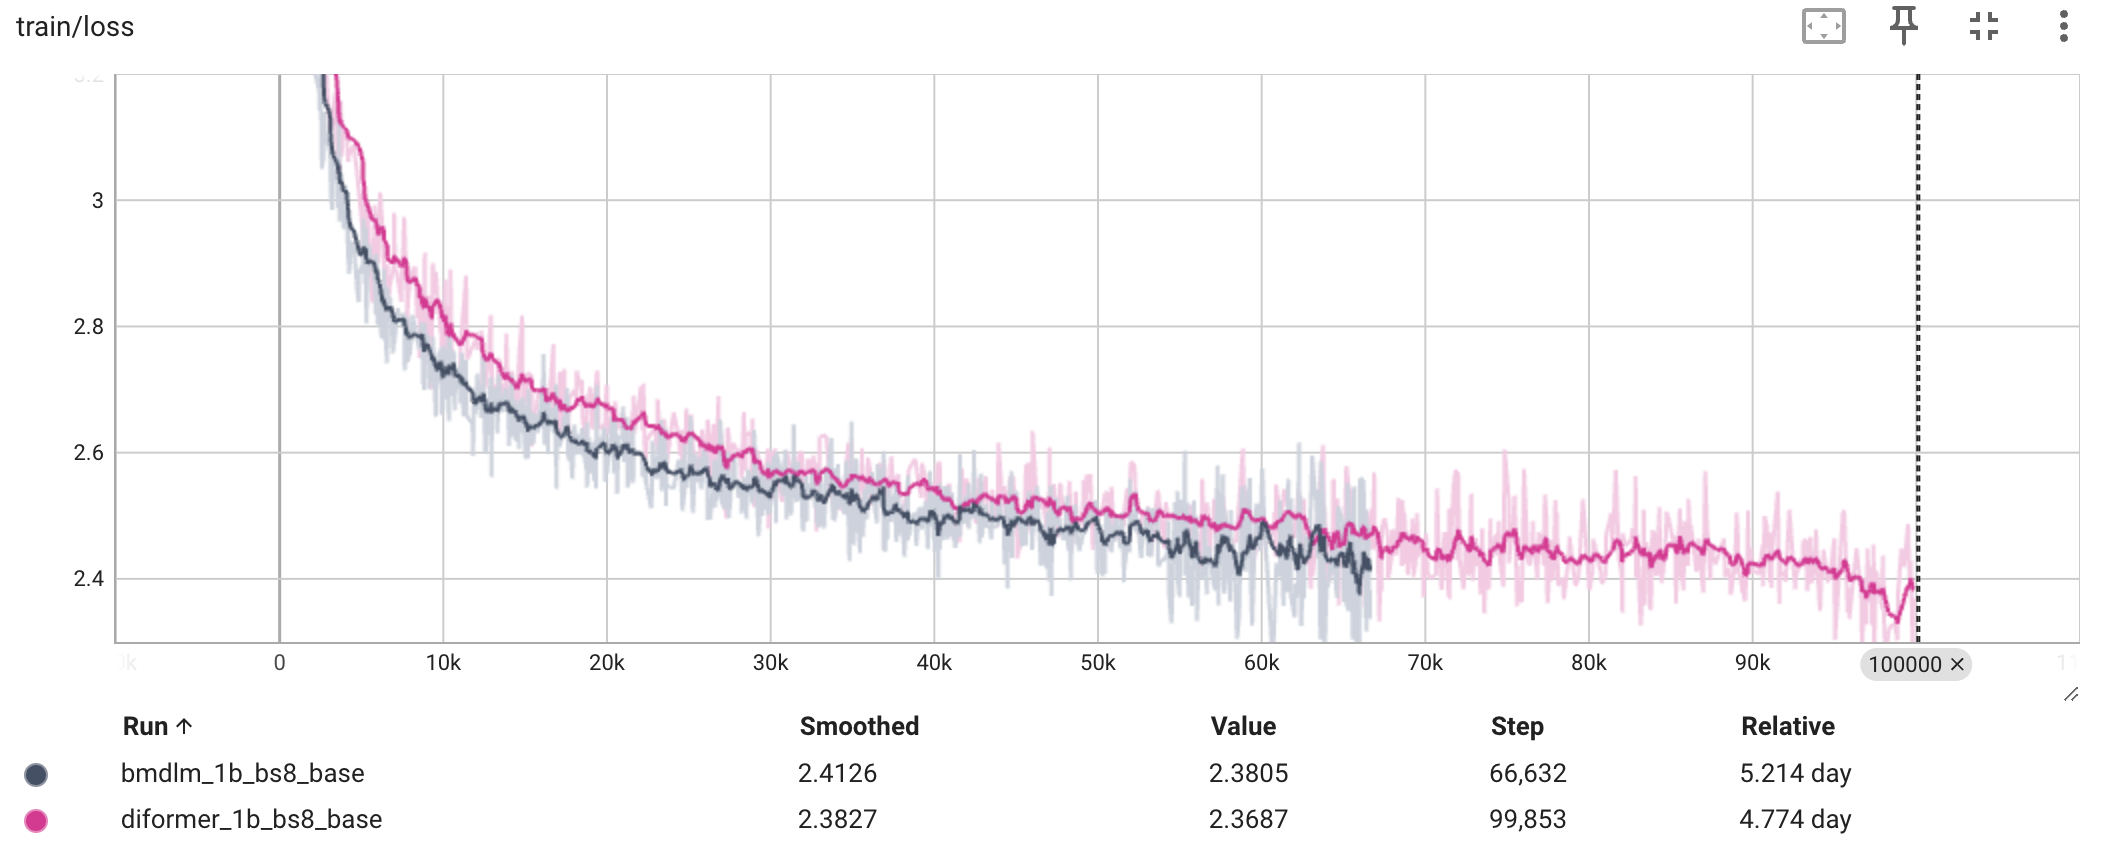 train/loss
3
2.8
2.6
2.4
0 10k 20k 30k 40k 50k 60k 70k 80k 90k 100000 ×
Run ↑ Smoothed Value Step Relative
bmdlm_1b_bs8_base 2.4126 2.3805 66,632 5.214 day
diformer_1b_bs8_base 2.3827 2.3687 99,853 4.774 day